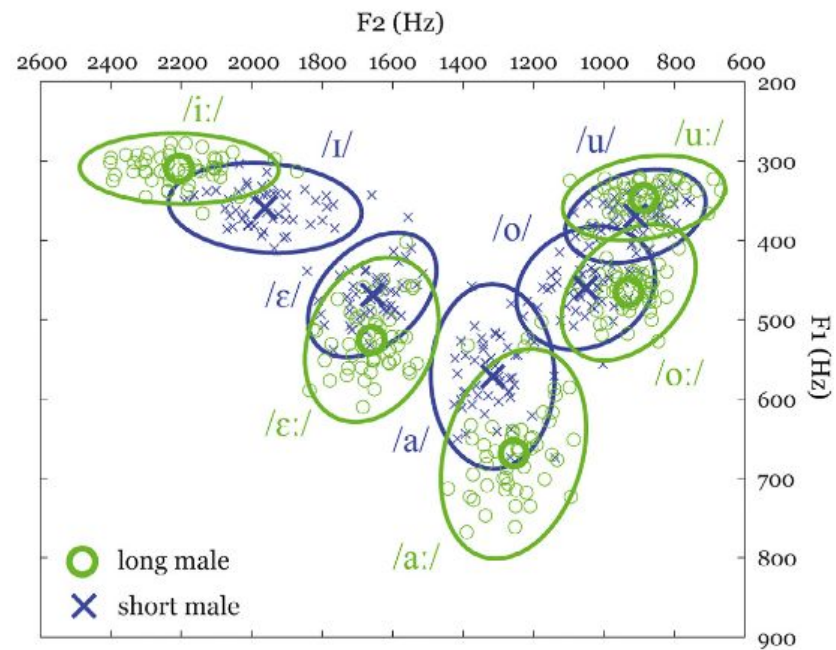 F2 (Hz)
2600 2400 2200 2000 1800 1600 1400 1200 1000 800 600
200
/iː/
/ɪ/
/u/
/uː/
300
/o/
400
/ɛ/
F1 (Hz)
500
/oː/
/ɛː/
/a/
600
700
/aː/
long male
800
short male
900